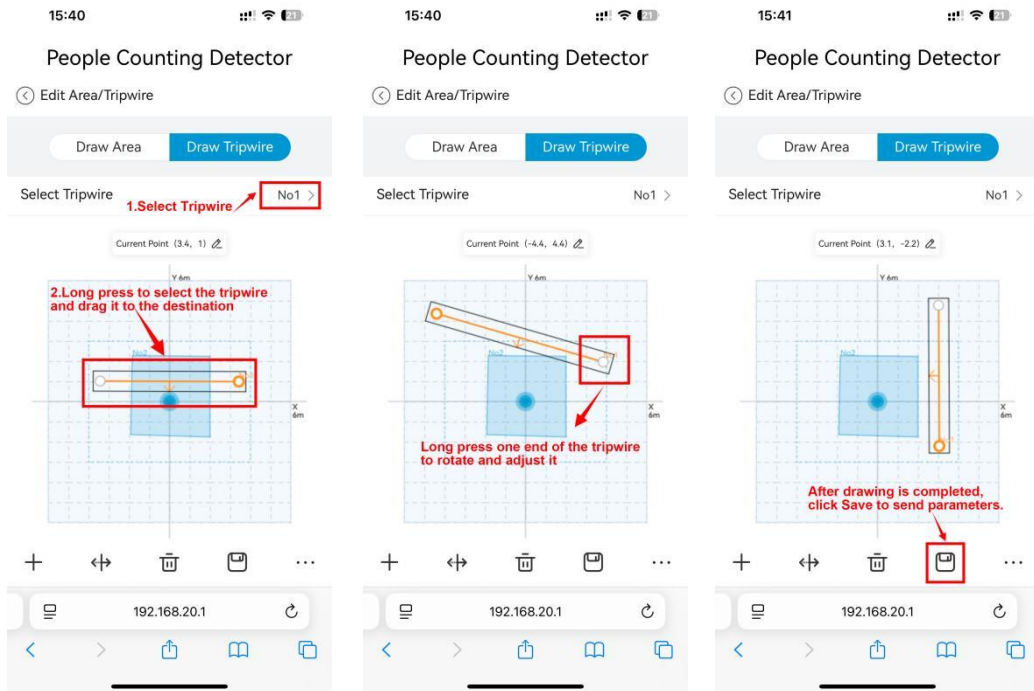 15:40
21
People Counting Detector
Edit Area/Tripwire
Draw Area
Draw Tripwire
Select Tripwire
No1 >
1.Select Tripwire
Current Point (3.4, 1)
Y 6m
2.Long press to select the tripwire
and drag it to the destination
No2
X
6m
192.168.20.1
15:40
21
People Counting Detector
Edit Area/Tripwire
Draw Area
Draw Tripwire
Select Tripwire
No1 >
Current Point (-4.4, 4.4)
Y 6m
No2
X
6m
Long press one end of the tripwire
to rotate and adjust it
192.168.20.1
15:41
21
People Counting Detector
Edit Area/Tripwire
Draw Area
Draw Tripwire
Select Tripwire
No1 >
Current Point (3.1, -2.2)
Y 6m
No2
X
6m
After drawing is completed,
click Save to send parameters.
192.168.20.1